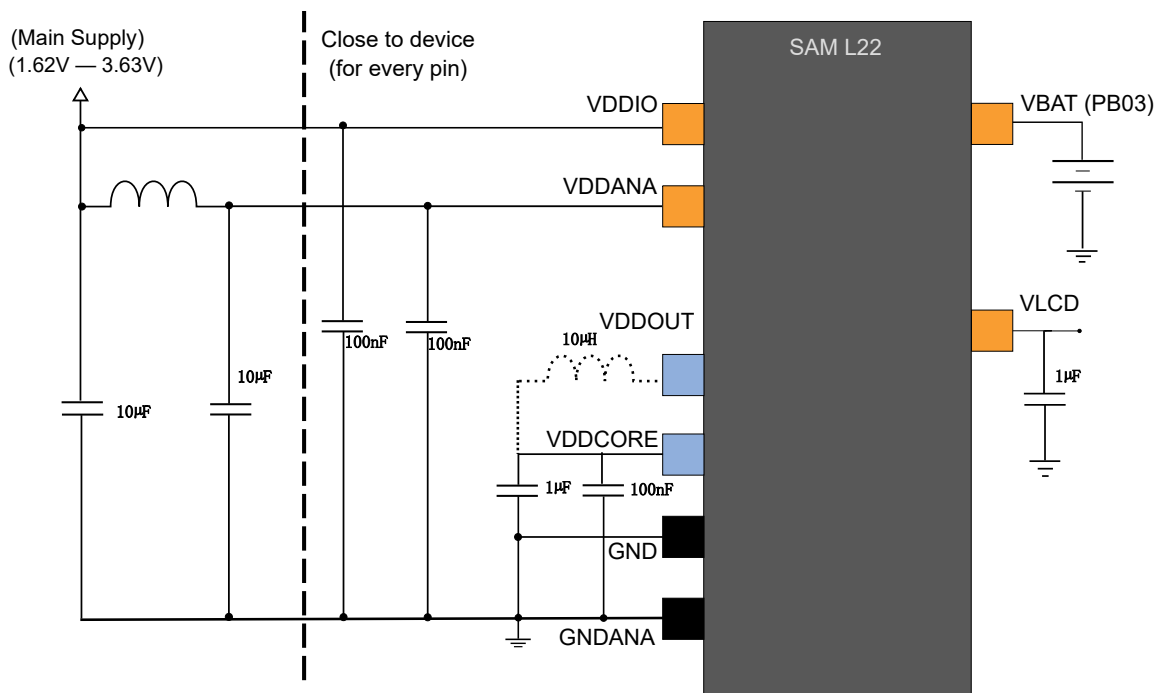 (Main Supply)
(1.62V — 3.63V)
Close to device
(for every pin)
SAM L22
VDDIO
VBAT (PB03)
VDDANA
VLCD
VDDOUT
10µH
100nF
100nF
10µF
10µF
1µF
VDDCORE
1µF
100nF
GND
GNDANA